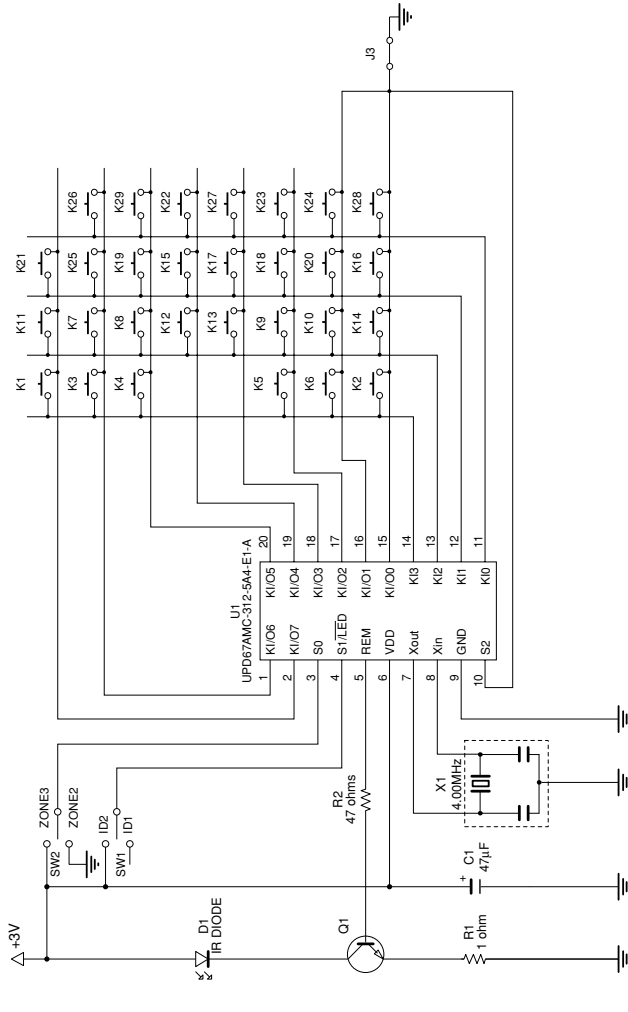 J3
K26
K29
K22
K27
K23
K24
K28
K21
K25
K19
K15
K17
K18
K20
K16
K11
K7
K8
K12
K13
K9
K10
K14
K1
K3
K4
K5
K6
K2
U1
UPD67AMC-312-5A4-E1-A
20 19 18 17 16 15 14 13 12 11
KI/O5 KI/O4 KI/O3 KI/O2 KI/O1 KI/O0 KI3 KI2 KI1 KI0
KI/O6 KI/O7 S0 S1/LED REM VDD Xout Xin GND S2
1 2 3 4 5 6 7 8 9 10
ZONE3
ZONE2
SW2
ID2
ID1
SW1
R2
47 ohms
X1
4.00MHz
+3V
D1
IR DIODE
Q1
+
C1
47µF
R1
1 ohm